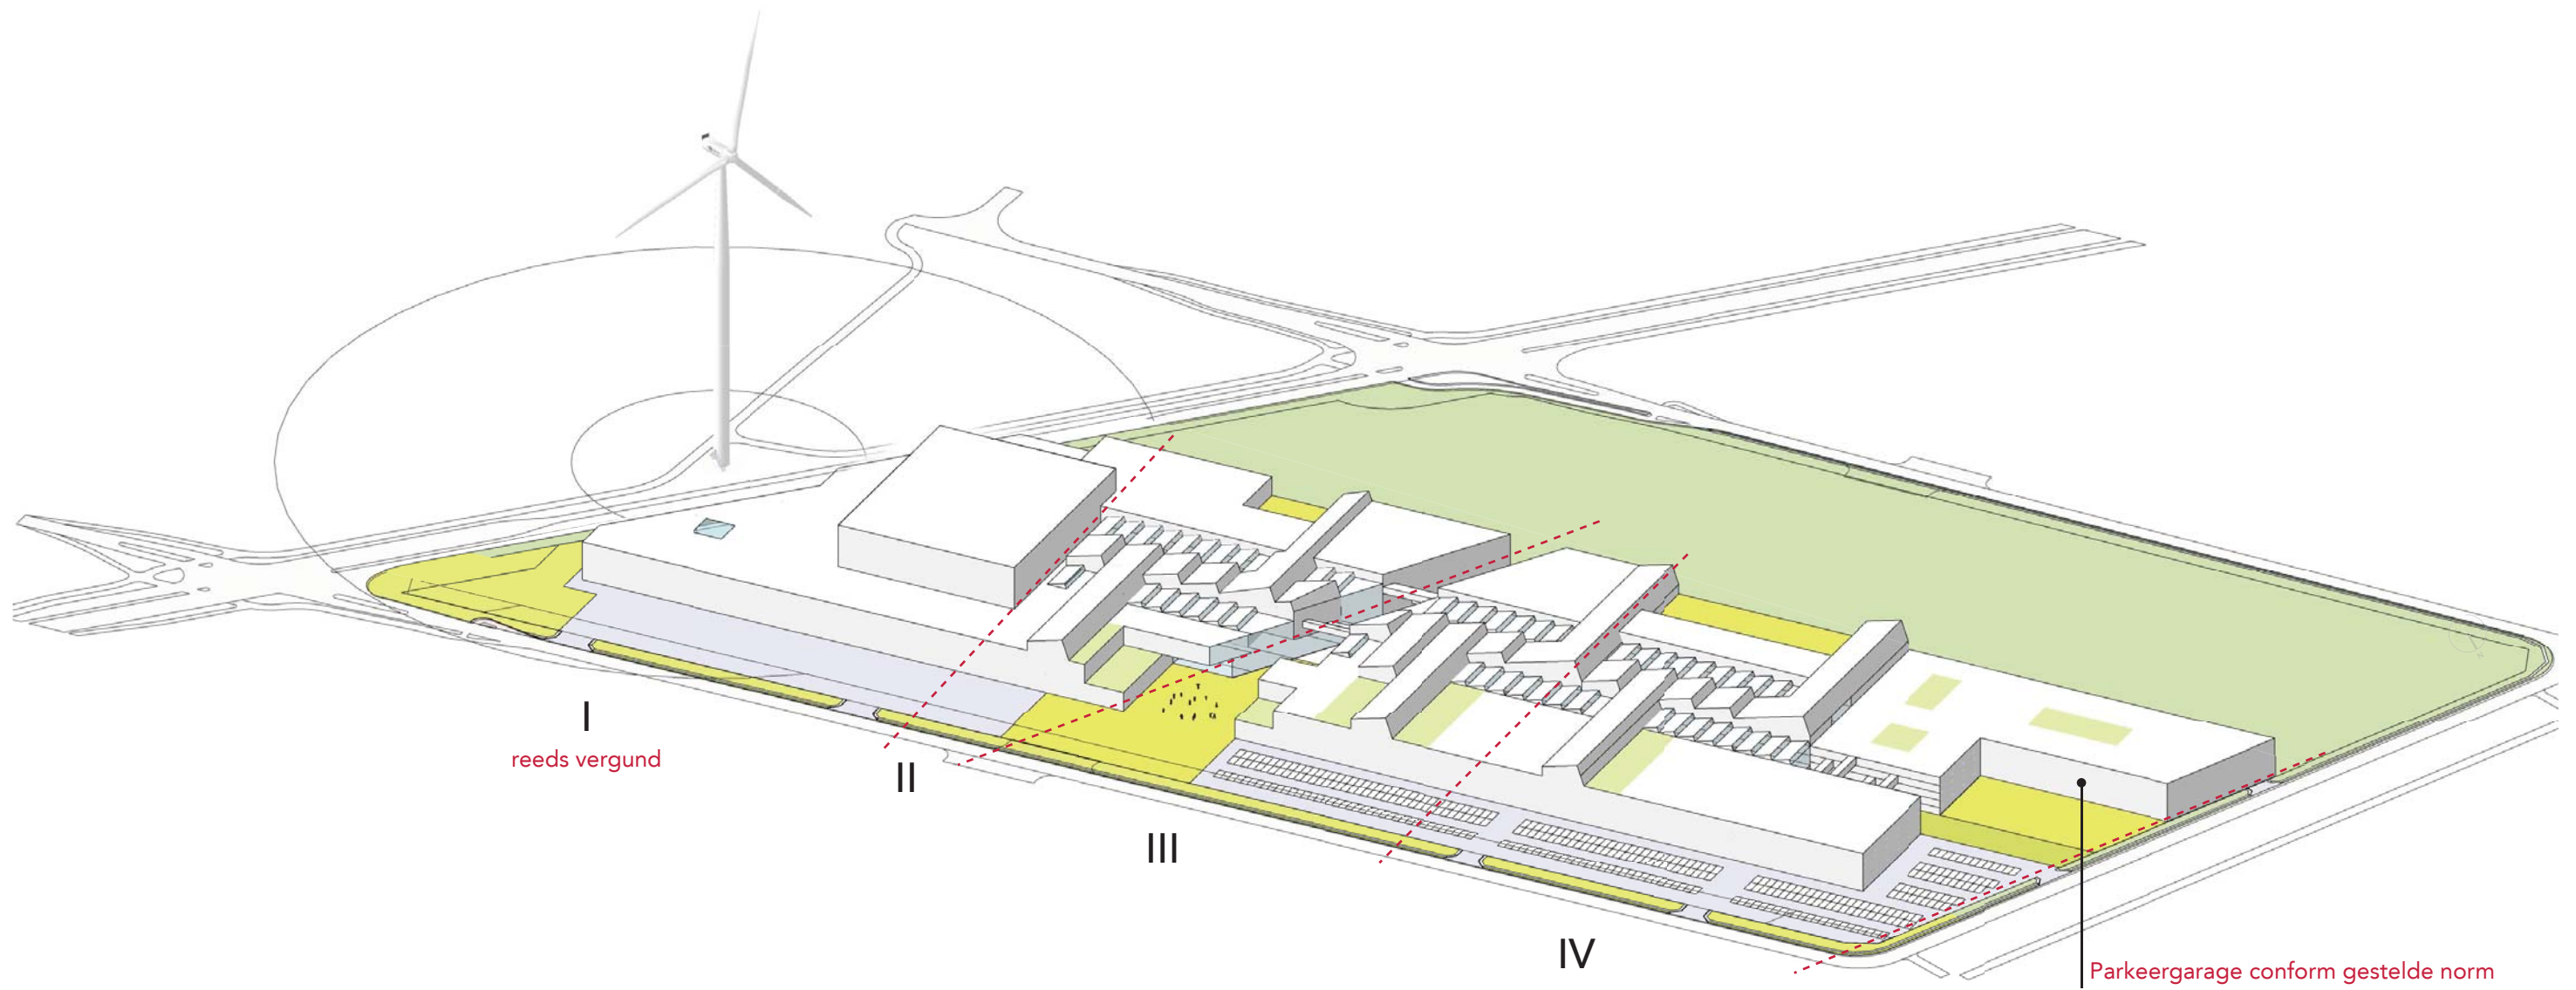 I
reeds vergund
II
III
IV
Parkeergarage conform gestelde norm